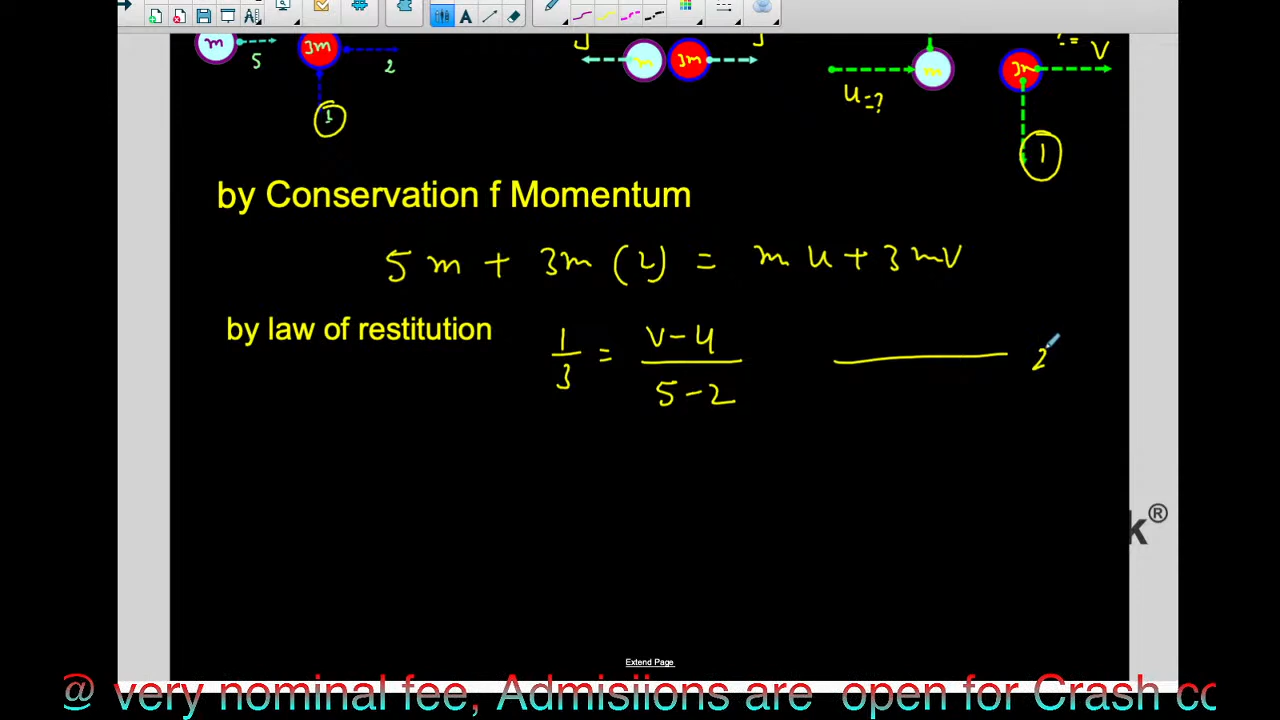 m 5 3m 2 1
J m 3m J
u=? m 3m ?= V 1
by Conservation f Momentum
5m + 3m (2) = mu + 3mV
by law of restitution 1/3 = V-u/5-2 2
k®
Extend Page
@ very nominal fee, Admisiions are open for Crash co